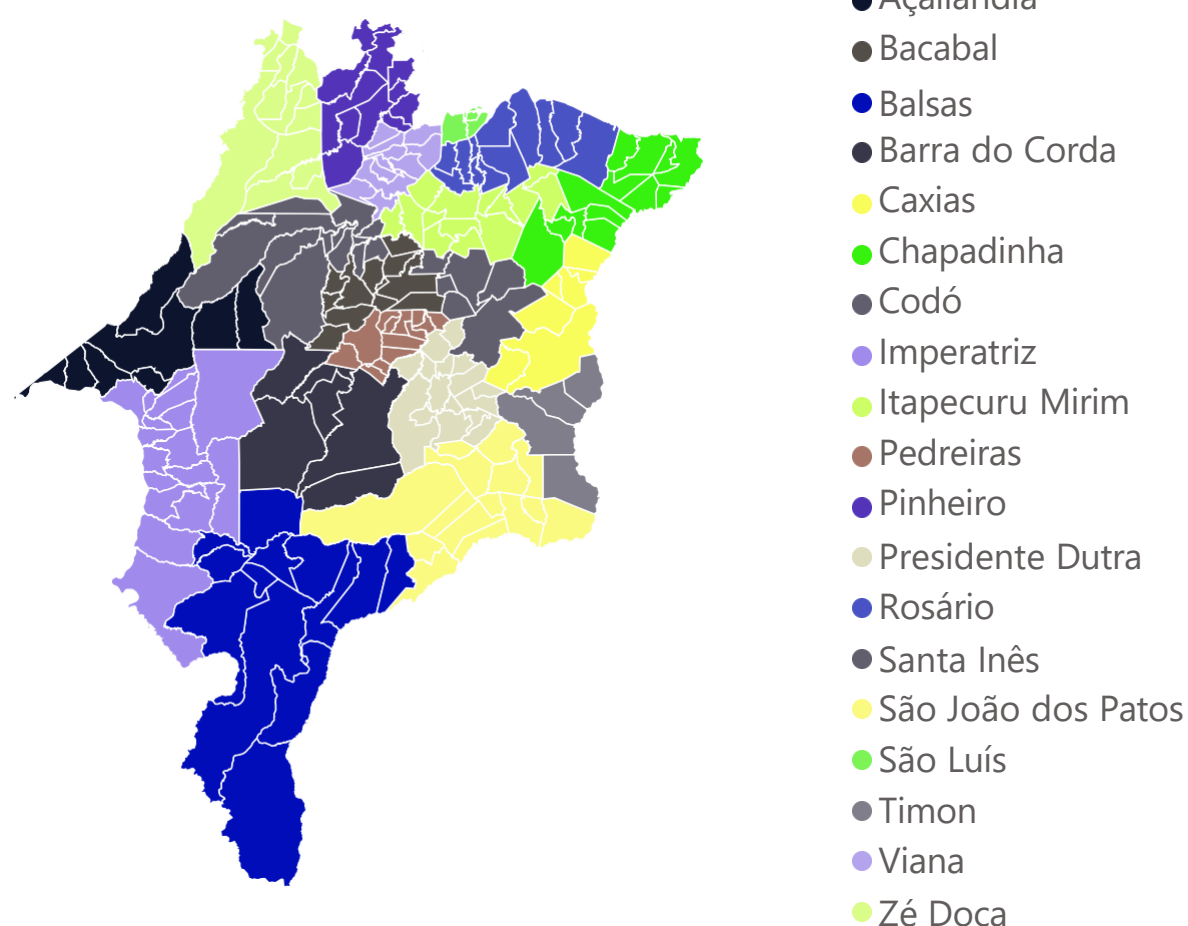 Açailândia
Bacabal
Balsas
Barra do Corda
Caxias
Chapadinha
Codó
Imperatriz
Itapecuru Mirim
Pedreiras
Pinheiro
Presidente Dutra
Rosário
Santa Inês
São João dos Patos
São Luís
Timon
Viana
Zé Doca